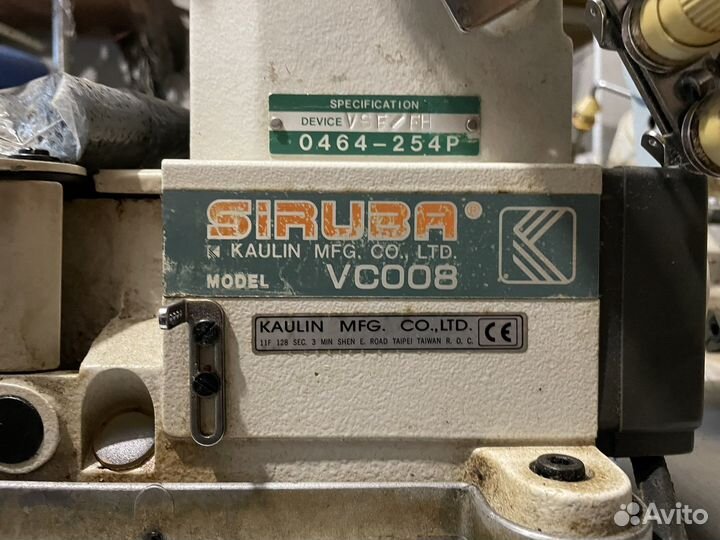 SPECIFICATION
DEVICE VSF/FH
0464-254P
SIRUBA®
K KAULIN MFG. CO., LTD.
MODEL VC008
KAULIN MFG. CO.,LTD. CE
11F 128 SEC. 3 MIN SHEN E. ROAD TAIPEI TAIWAN R. O. C.
Avito